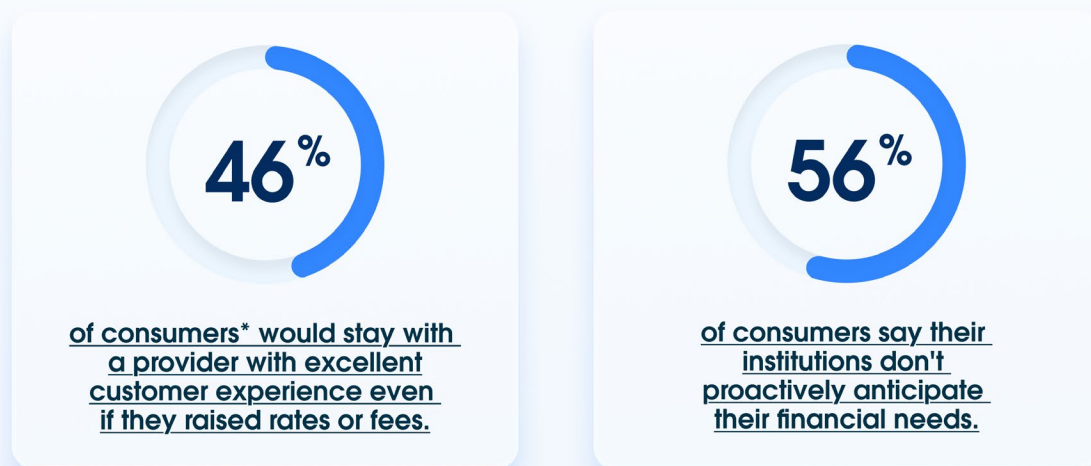 46%
of consumers* would stay with
a provider with excellent
customer experience even
if they raised rates or fees.
56%
of consumers say their
institutions don't
proactively anticipate
their financial needs.